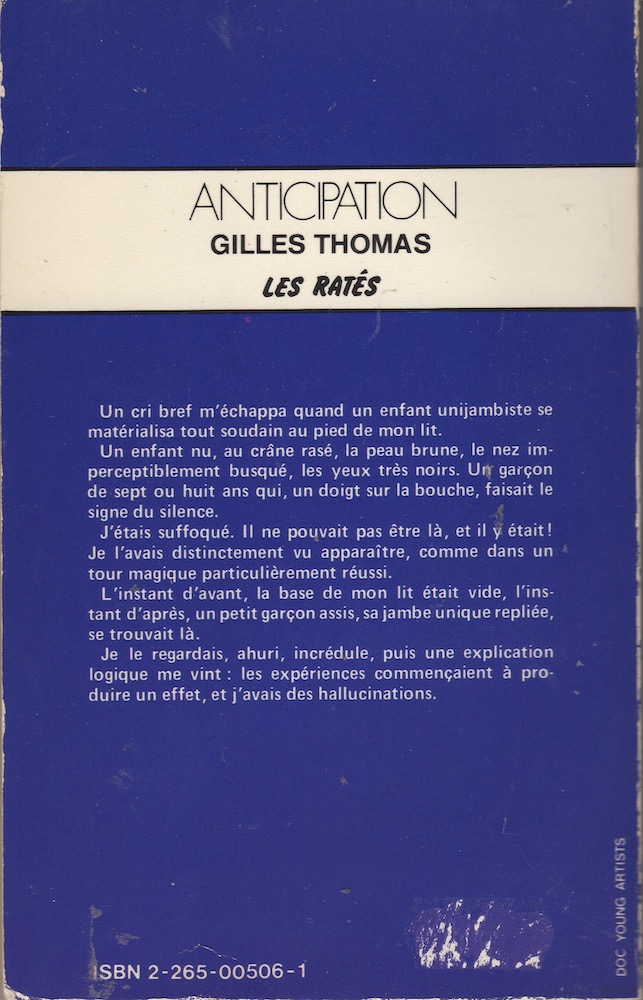 ANTICIPATION
GILLES THOMAS
LES RATÉS
Un cri bref m'échappa quand un enfant unijambiste se
matérialisa tout soudain au pied de mon lit.
Un enfant nu, au crâne rasé, la peau brune, le nez im-
perceptiblement busqué, les yeux très noirs. Un garçon
de sept ou huit ans qui, un doigt sur la bouche, faisait le
signe du silence.
J'étais suffoqué. Il ne pouvait pas être là, et il y était!
Je l'avais distinctement vu apparaître, comme dans un
tour magique particulièrement réussi.
L'instant d'avant, la base de mon lit était vide, l'ins-
tant d'après, un petit garçon assis, sa jambe unique repliée,
se trouvait là.
Je le regardais, ahuri, incrédule, puis une explication
logique me vint : les expériences commençaient à pro-
duire un effet, et j'avais des hallucinations.
DOC YOUNG ARTISTS
ISBN 2-265-00506-1